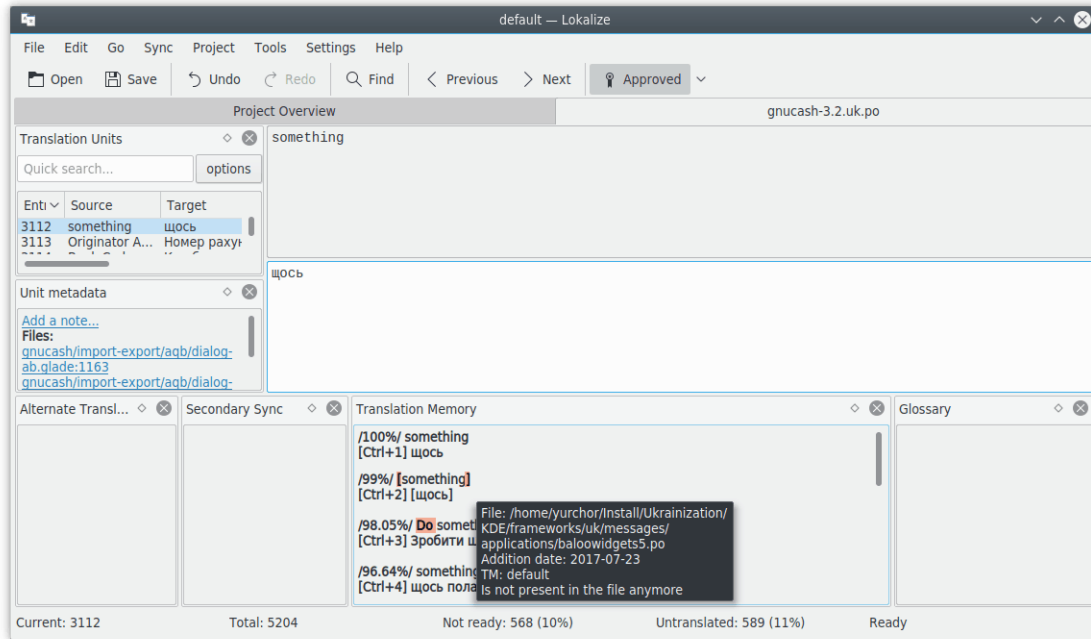 default — Lokalize
File Edit Go Sync Project Tools Settings Help
Open Save Undo Redo Find Previous Next Approved
Project Overview
gnucash-3.2.uk.po
Translation Units
Quick search... options
Source Target
3112 something щось
3113 Originator A... Номер
something
щось
Unit metadata
Add a note...
Files:
gnucash/import-export/aqb/dialog-
ab.glade:1163
gnucash/import-export/aqb/dialog-
Alternate Transl...
Secondary Sync
Translation Memory
/100%/ something
[Ctrl+1] щось
/99%/ [something]
[Ctrl+2] [щось]
/98.05%/ Do
[Ctrl+3] Зробити
/96.64%/ something
[Ctrl+4] щось
File: /home/yurchor/Install/Ukrainization/
KDE/frameworks/uk/messages/
applications/baloowidgets5.po
Addition date: 2017-07-23
TM: default
Is not present in the file anymore
Glossary
Current: 3112 Total: 5204 Not ready: 568 (10%) Untranslated: 589 (11%) Ready